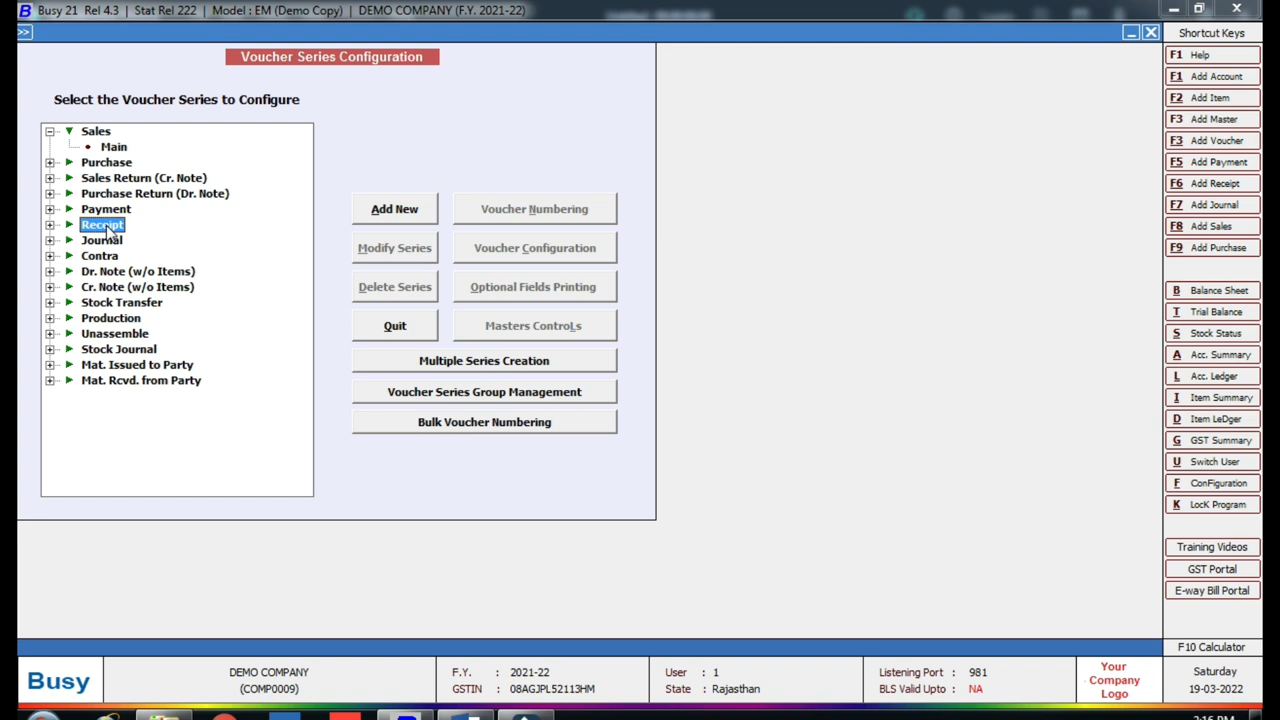 Busy 21 Rel 4.3 | Stat Rel 222 | Model : EM (Demo Copy) | DEMO COMPANY (F.Y. 2021-22)
>>
Voucher Series Configuration
Select the Voucher Series to Configure
Sales
Main
Purchase
Sales Return (Cr. Note)
Purchase Return (Dr. Note)
Payment
Receipt
Journal
Contra
Dr. Note (w/o Items)
Cr. Note (w/o Items)
Stock Transfer
Production
Unassemble
Stock Journal
Mat. Issued to Party
Mat. Rcvd. from Party
Add New Voucher Numbering
Modify Series Voucher Configuration
Delete Series Optional Fields Printing
Quit Masters ControLs
Multiple Series Creation
Voucher Series Group Management
Bulk Voucher Numbering
Shortcut Keys
F1 Help
F1 Add Account
F2 Add Item
F3 Add Master
F3 Add Voucher
F5 Add Payment
F6 Add Receipt
F7 Add Journal
F8 Add Sales
F9 Add Purchase
B Balance Sheet
T Trial Balance
S Stock Status
A Acc. Summary
L Acc. Ledger
I Item Summary
D Item LeDger
G GST Summary
U Switch User
F ConFiguration
K LocK Program
Training Videos
GST Portal
E-way Bill Portal
F10 Calculator
Busy
DEMO COMPANY
(COMP0009)
F.Y. : 2021-22
GSTIN : 08AGJPL52113HM
User : 1
State : Rajasthan
Listening Port : 981
BLS Valid Upto : NA
Your
Company
Logo
Saturday
19-03-2022
2:16 PM